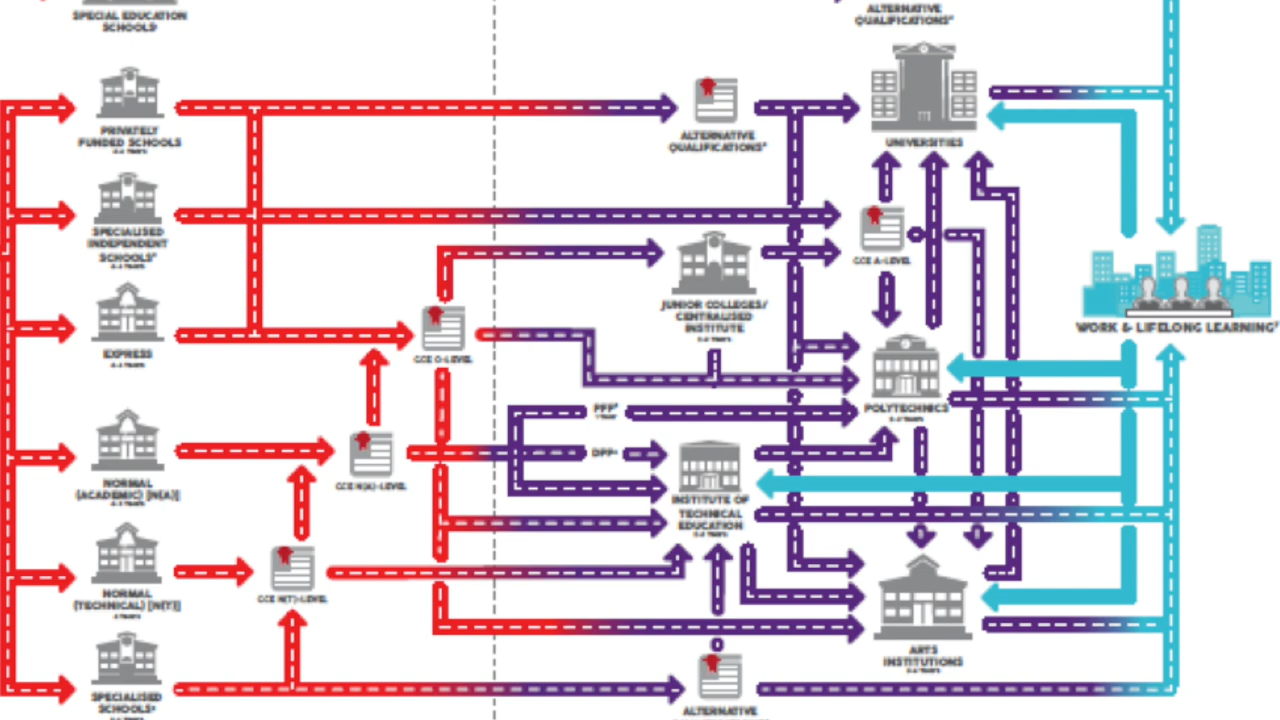 SPECIAL EDUCATION
SCHOOLS
ALTERNATIVE
QUALIFICATIONS
PRIVATELY
FUNDED SCHOOLS
ALTERNATIVE
QUALIFICATIONS
UNIVERSITIES
SPECIALISED
INDEPENDENT
SCHOOLS
GCE A-LEVEL
JUNIOR COLLEGES/
CENTRALISED
INSTITUTE
WORK & LIFELONG LEARNING
EXPRESS
GCE O-LEVEL
POLYTECHNICS
PFP
DPP
NORMAL
(ACADEMIC) [N(A)]
GCE N(A)-LEVEL
INSTITUTE OF
TECHNICAL
EDUCATION
NORMAL
(TECHNICAL) [N(T)]
GCE N(T)-LEVEL
ARTS
INSTITUTIONS
SPECIALISED
SCHOOLS
ALTERNATIVE